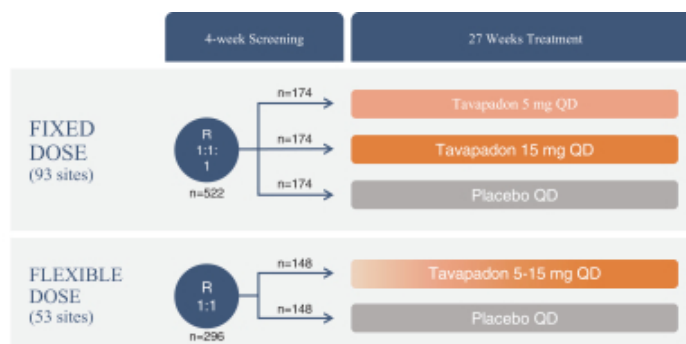 4-week Screening
27 Weeks Treatment
FIXED
DOSE
(93 sites)
R
1:1:
1
n=522
n=174
n=174
n=174
Tavapadon 5 mg QD
Tavapadon 15 mg QD
Placebo QD
FLEXIBLE
DOSE
(53 sites)
R
1:1
n=296
n=148
n=148
Tavapadon 5-15 mg QD
Placebo QD